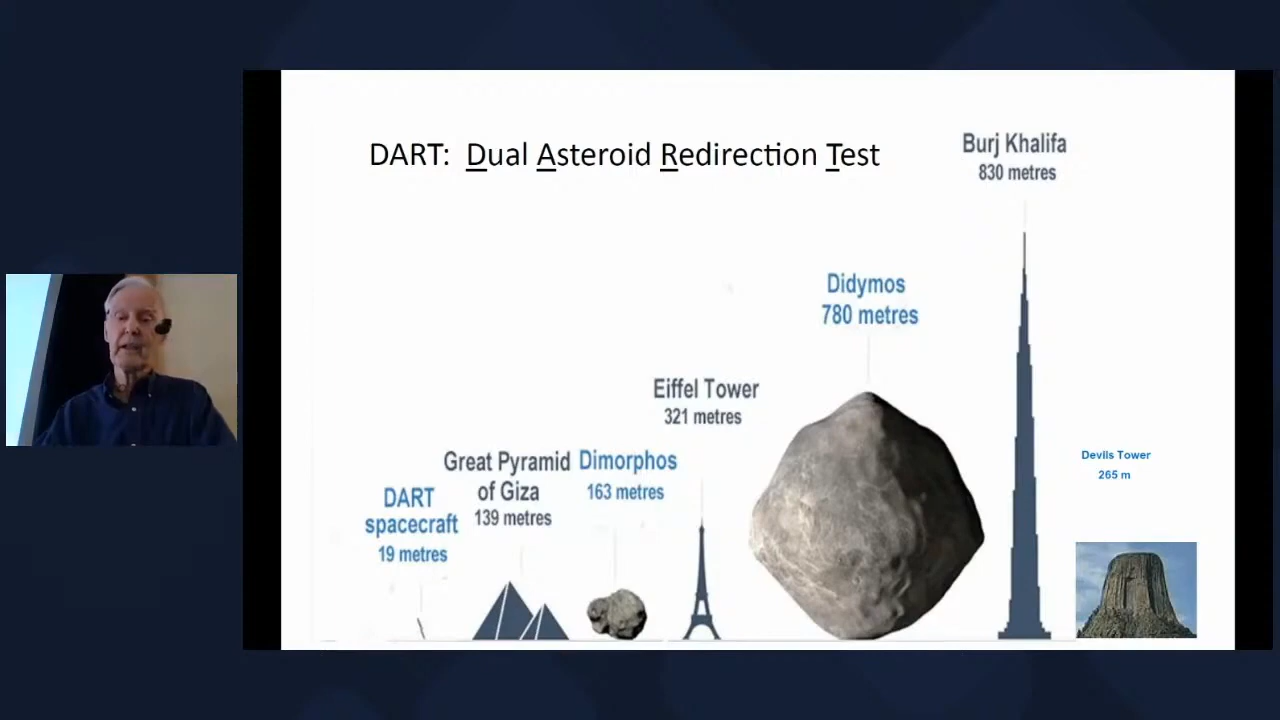 DART: Dual Asteroid Redirection Test
Burj Khalifa
830 metres
Didymos
780 metres
Eiffel Tower
321 metres
Great Pyramid
of Giza
139 metres
Dimorphos
163 metres
DART
spacecraft
19 metres
Devils Tower
265 m